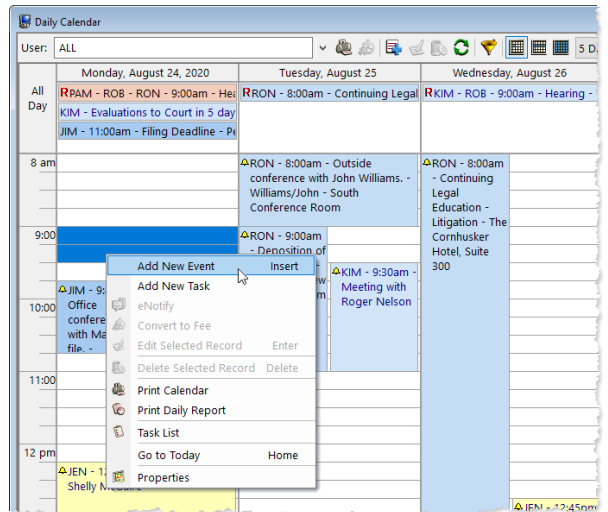 Daily Calendar
User: ALL
5 D
Monday, August 24, 2020 Tuesday, August 25 Wednesday, August 26
All Day
RPAM - ROB - RON - 9:00am - Hea
RRON - 8:00am - Continuing Legal
RKIM - ROB - 9:00am - Hearing -
KIM - Evaluations to Court in 5 day
JIM - 11:00am - Filing Deadline - Pe
8 am
RON - 8:00am - Outside
conference with John Williams. -
Williams/John - South
Conference Room
RON - 8:00am
- Continuing
Legal
Education -
Litigation - The
Cornhusker
Hotel, Suite
300
9:00
RON - 9:00am
- Deposition of
KIM - 9:30am -
Meeting with
Roger Nelson
JIM - 9:
Office
confere
with Ma
file. -
Add New Event Insert
Add New Task
eNotify
Convert to Fee
Edit Selected Record Enter
Delete Selected Record Delete
Print Calendar
Print Daily Report
Task List
Go to Today Home
Properties
10:00
11:00
12 pm
JEN - 12
Shelly
JEN - 12:45pm